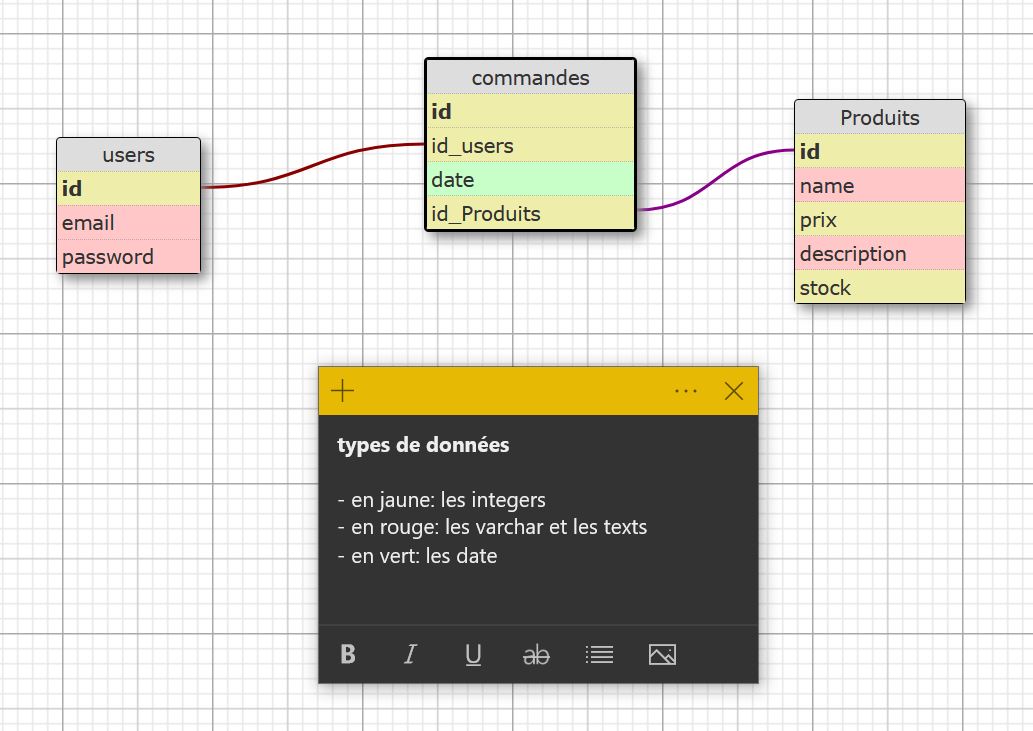 users
id
email
password
commandes
id
id_users
date
id_Produits
Produits
id
name
prix
description
stock
types de données
- en jaune: les integers
- en rouge: les varchar et les texts
- en vert: les date
B I U ab